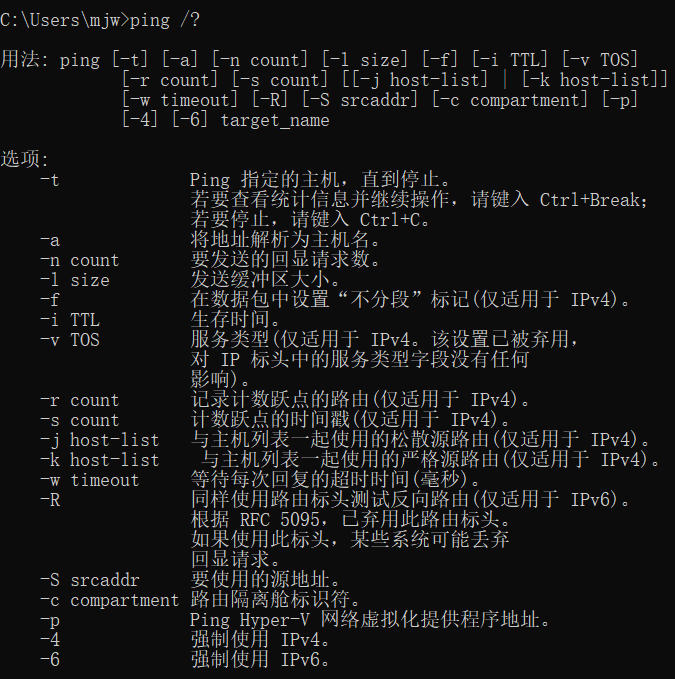 C:\Users\mjw>ping /?
用法: ping [-t] [-a] [-n count] [-l size] [-f] [-i TTL] [-v TOS]
[-r count] [-s count] [[-j host-list] | [-k host-list]]
[-w timeout] [-R] [-S srcaddr] [-c compartment] [-p]
[-4] [-6] target_name
选项:
-t Ping 指定的主机，直到停止。
若要查看统计信息并继续操作，请键入 Ctrl+Break；
若要停止，请键入 Ctrl+C。
-a 将地址解析为主机名。
-n count 要发送的回显请求数。
-l size 发送缓冲区大小。
-f 在数据包中设置“不分段”标记(仅适用于 IPv4)。
-i TTL 生存时间。
-v TOS 服务类型(仅适用于 IPv4。该设置已被弃用，
对 IP 标头中的服务类型字段没有任何
影响)。
-r count 记录计数跃点的路由(仅适用于 IPv4)。
-s count 计数跃点的时间戳(仅适用于 IPv4)。
-j host-list 与主机列表一起使用的松散源路由(仅适用于 IPv4)。
-k host-list 与主机列表一起使用的严格源路由(仅适用于 IPv4)。
-w timeout 等待每次回复的超时时间(毫秒)。
-R 同样使用路由标头测试反向路由(仅适用于 IPv6)。
根据 RFC 5095，已弃用此路由标头。
如果使用此标头，某些系统可能丢弃
回显请求。
-S srcaddr 要使用的源地址。
-c compartment 路由隔离舱标识符。
-p Ping Hyper-V 网络虚拟化提供程序地址。
-4 强制使用 IPv4。
-6 强制使用 IPv6。